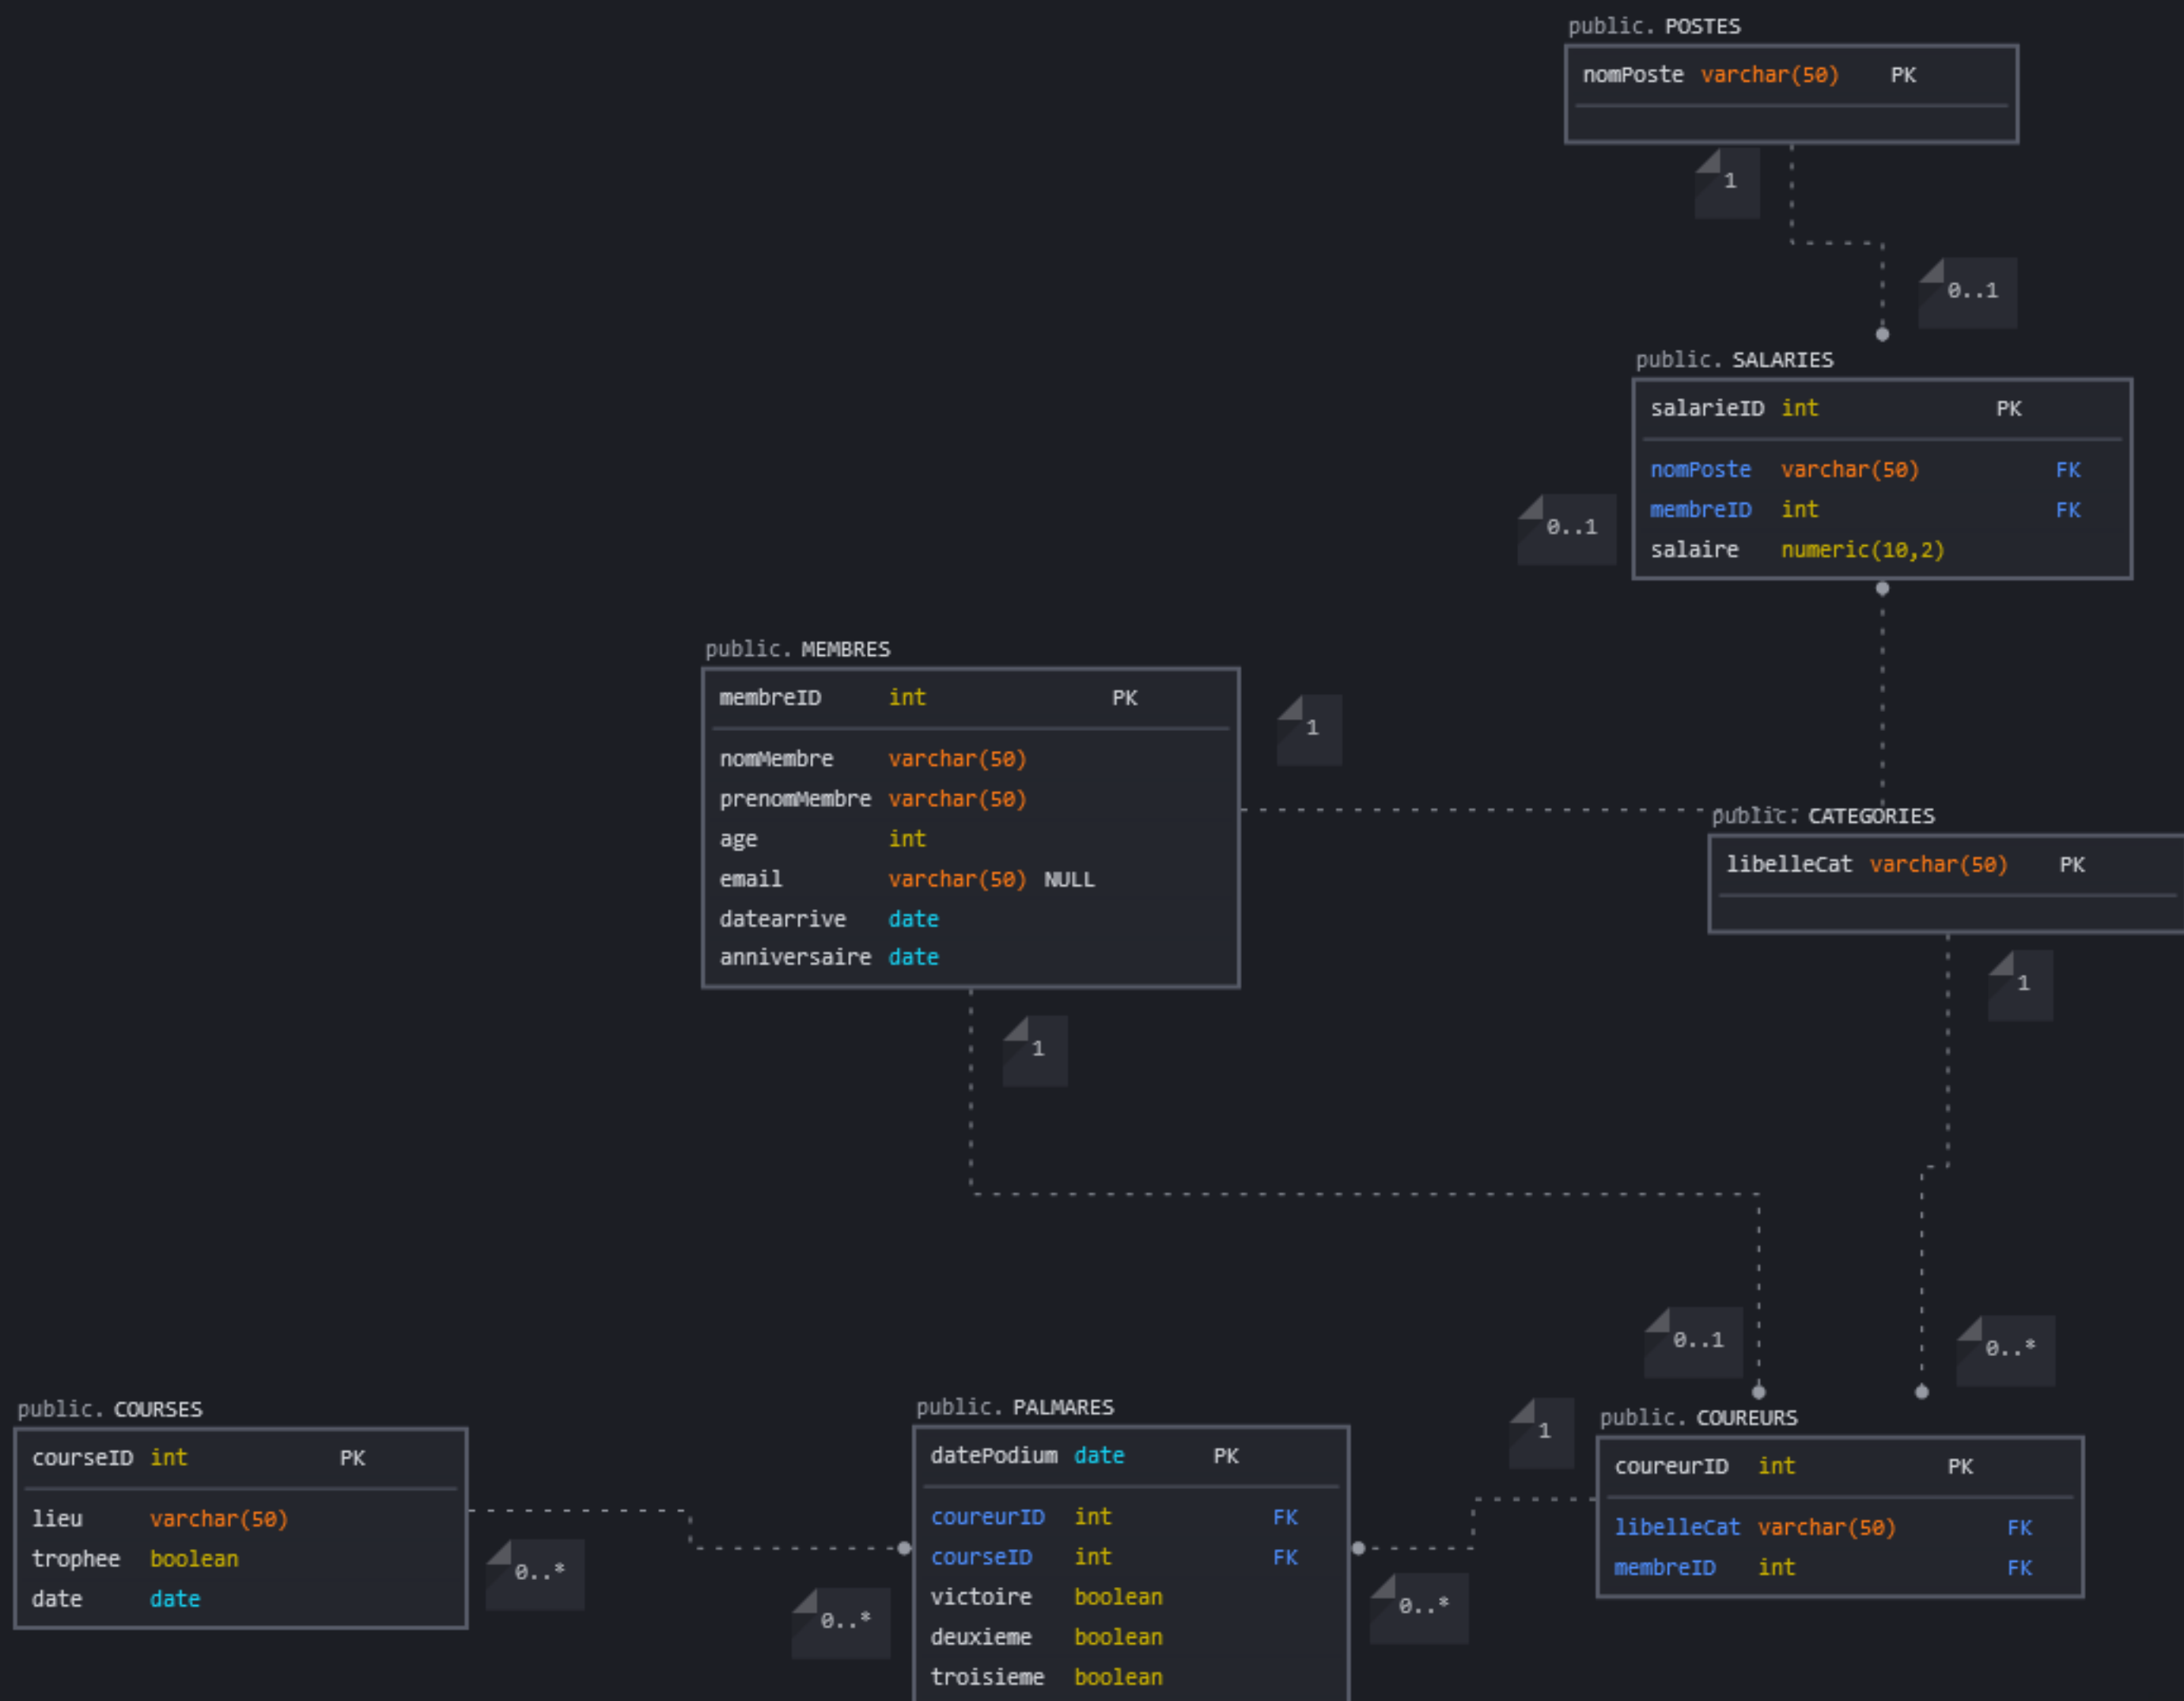 public. POSTES
nomPoste varchar(50) PK
1
0..1
public. SALARIES
salarieID int PK
nomPoste varchar(50) FK
membreID int FK
salaire numeric(10,2)
0..1
public. MEMBRES
membreID int PK
nomMembre varchar(50)
prenomMembre varchar(50)
age int
email varchar(50) NULL
datearrive date
anniversaire date
1
1
public. CATEGORIES
libelleCat varchar(50) PK
1
0..1
0..*
public. COURSES
courseID int PK
lieu varchar(50)
trophee boolean
date date
0..*
0..*
public. PALMARES
datePodium date PK
coureurID int FK
courseID int FK
victoire boolean
deuxieme boolean
troisieme boolean
1
0..*
public. COUREURS
coureurID int PK
libelleCat varchar(50) FK
membreID int FK